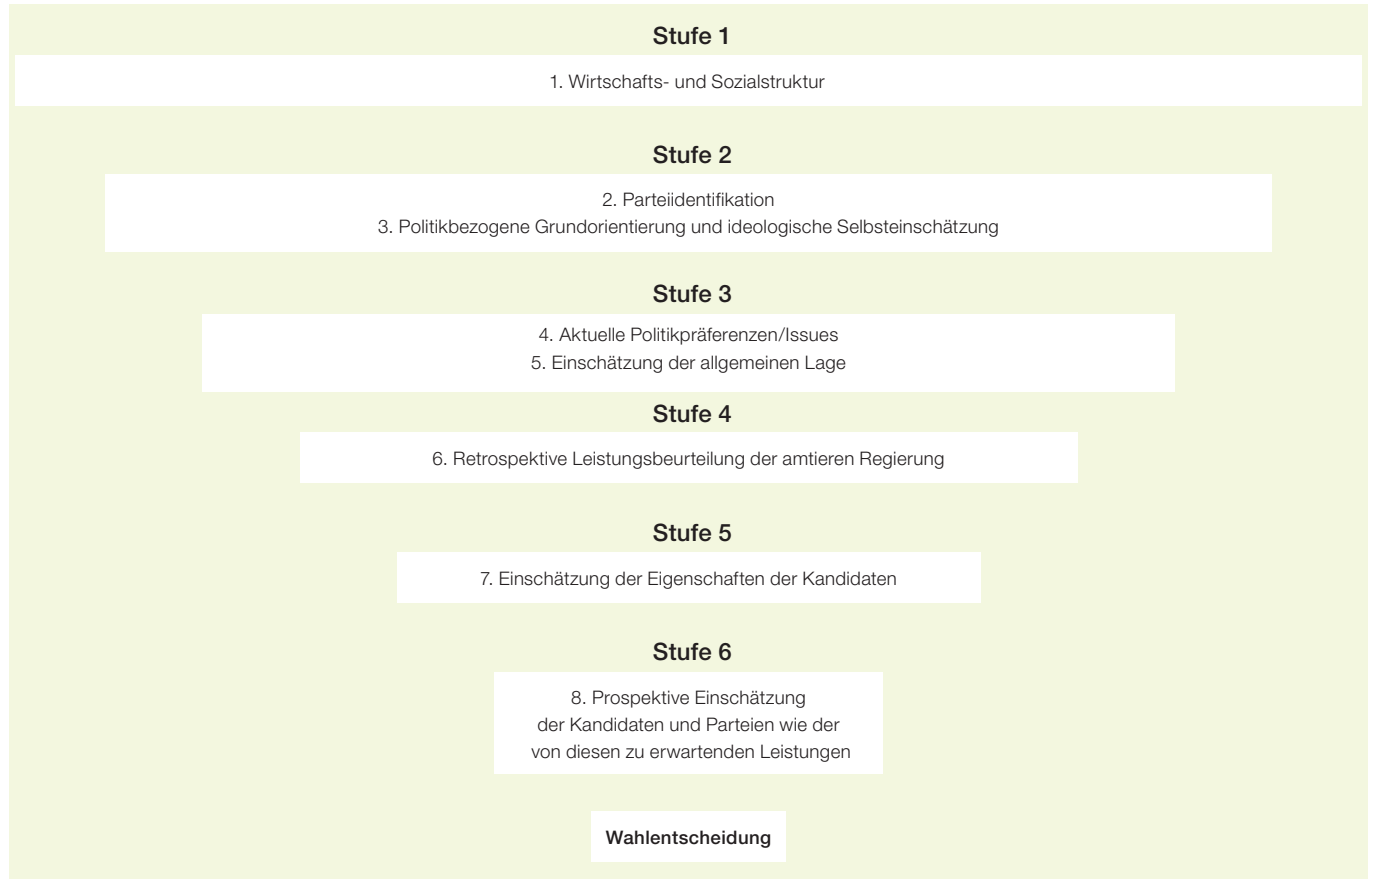 Stufe 1
1. Wirtschafts- und Sozialstruktur
Stufe 2
2. Parteiidentifikation
3. Politikbezogene Grundorientierung und ideologische Selbsteinschätzung
Stufe 3
4. Aktuelle Politikpräferenzen/Issues
5. Einschätzung der allgemeinen Lage
Stufe 4
6. Retrospektive Leistungsbeurteilung der amtieren Regierung
Stufe 5
7. Einschätzung der Eigenschaften der Kandidaten
Stufe 6
8. Prospektive Einschätzung
der Kandidaten und Parteien wie der
von diesen zu erwartenden Leistungen
Wahlentscheidung